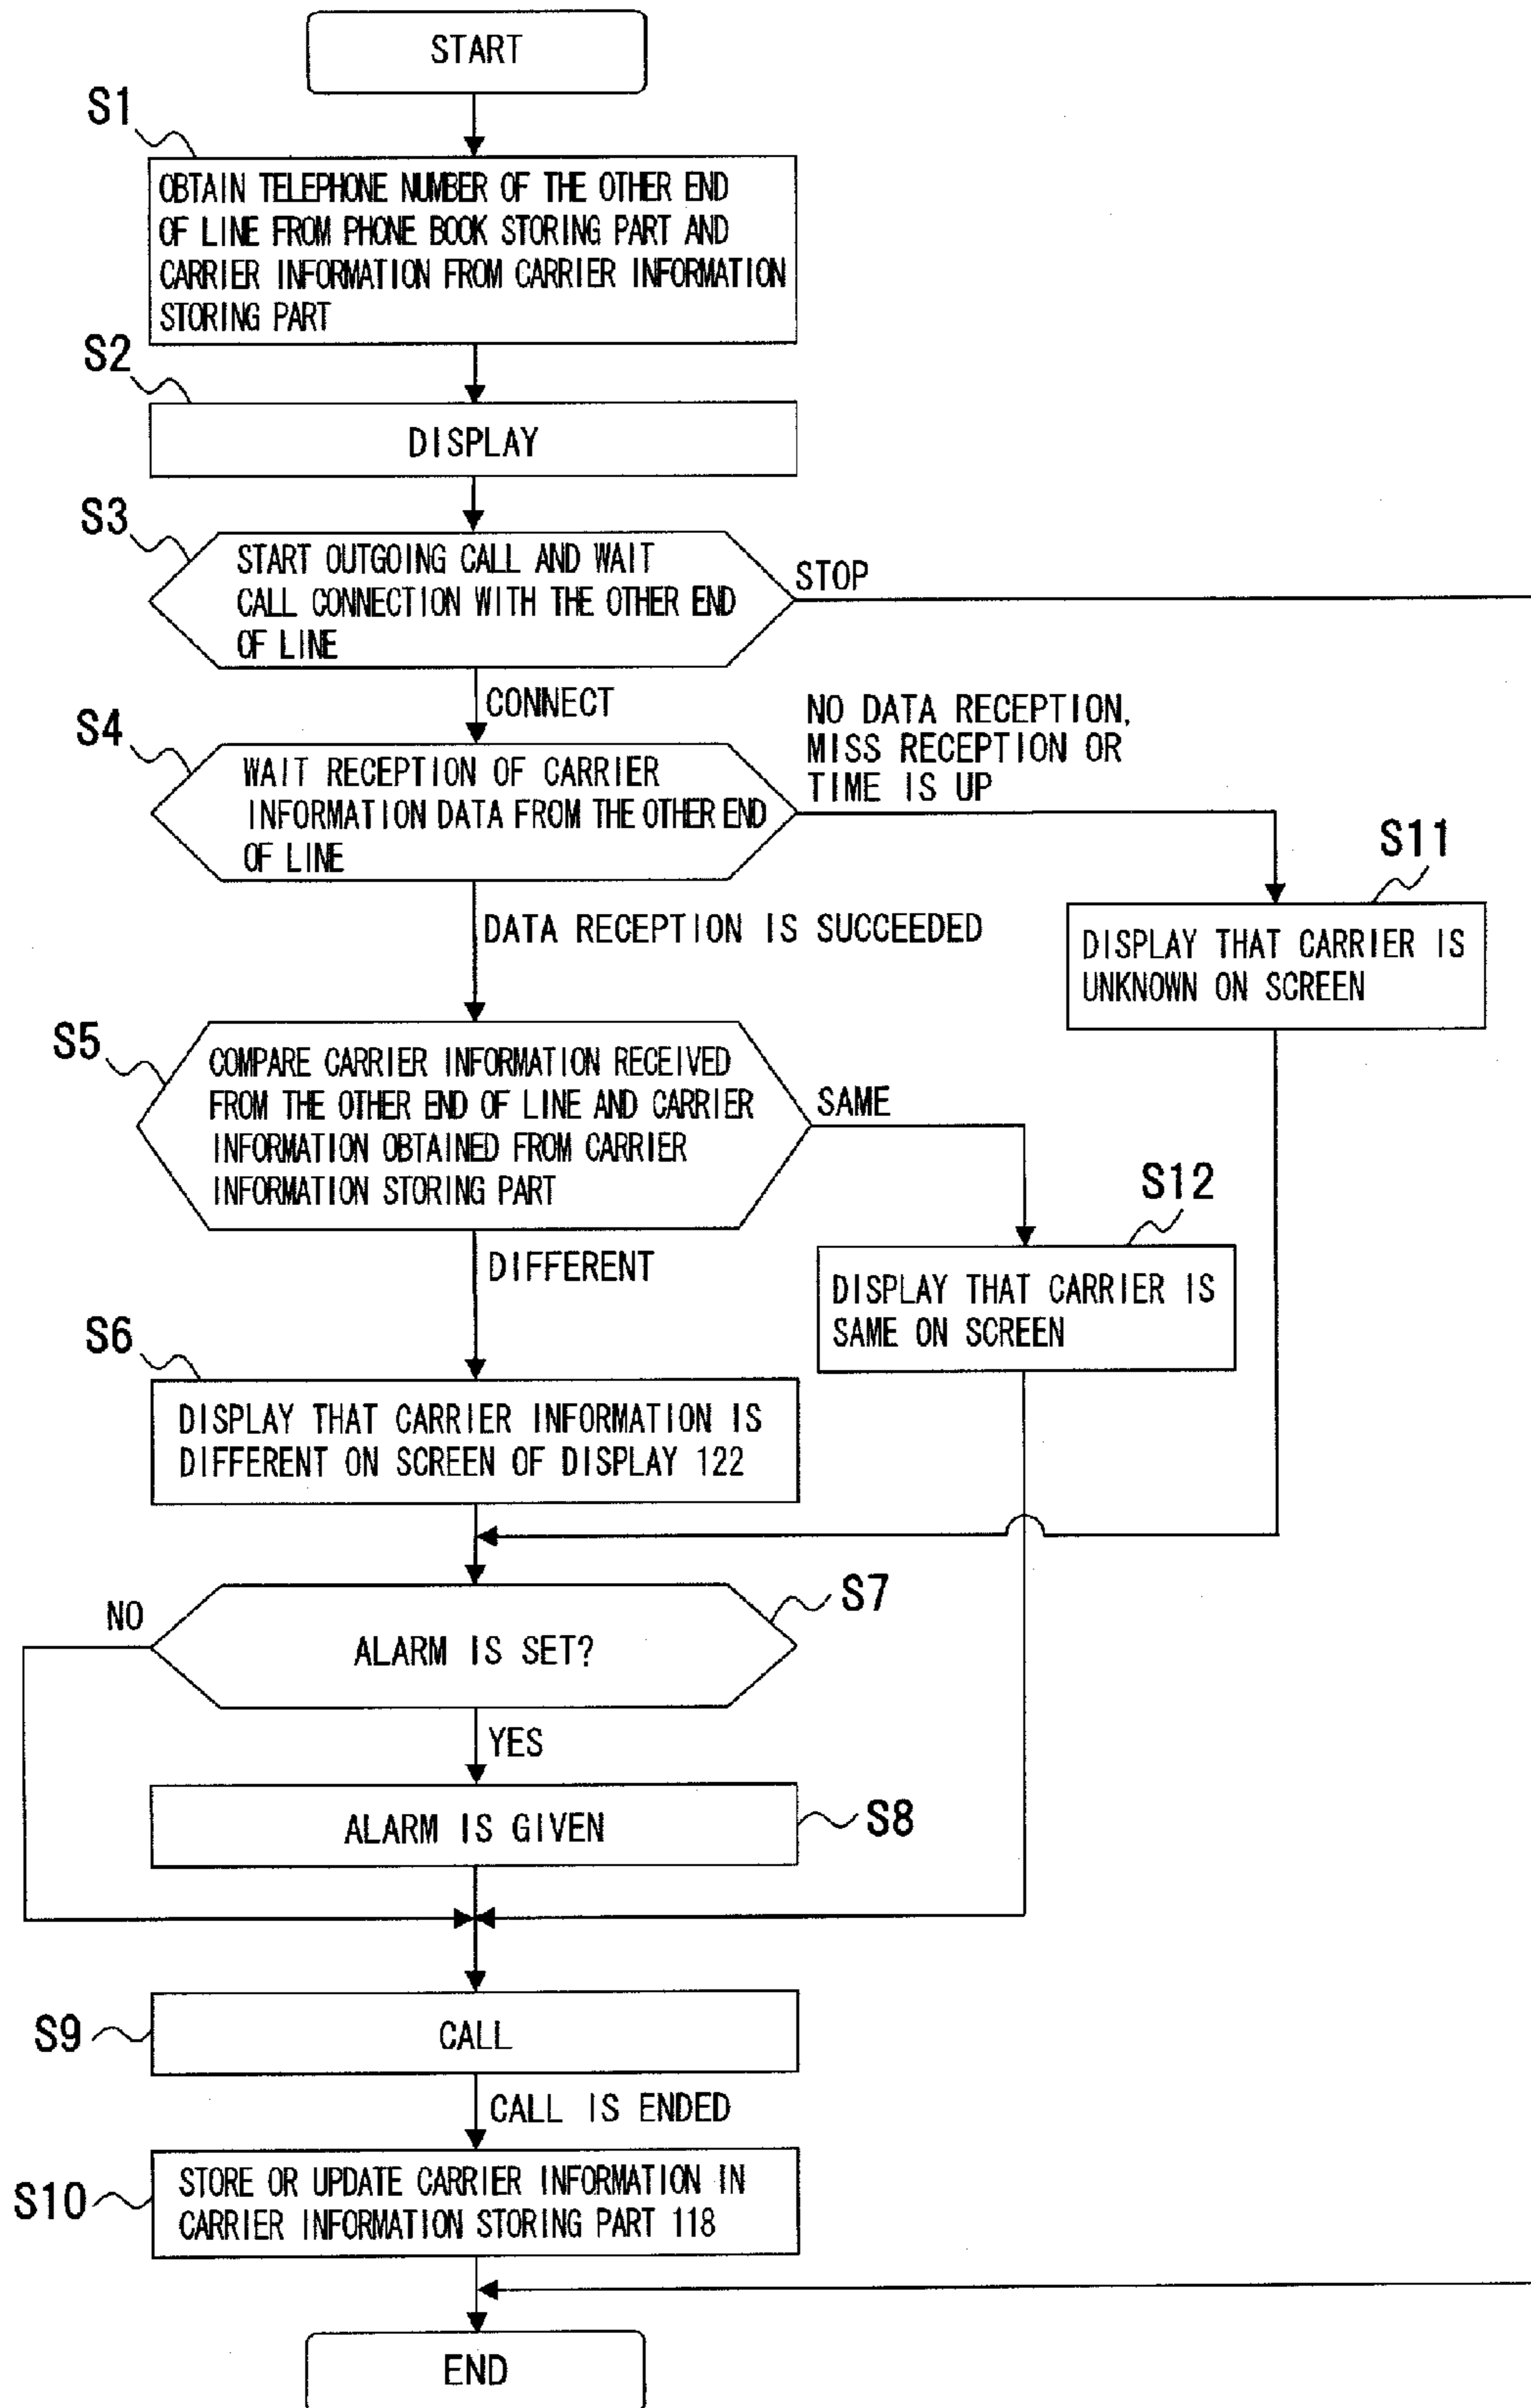 START
S1
OBTAIN TELEPHONE NUMBER OF THE OTHER END
OF LINE FROM PHONE BOOK STORING PART AND
CARRIER INFORMATION FROM CARRIER INFORMATION
STORING PART
S2
DISPLAY
S3
START OUTGOING CALL AND WAIT
CALL CONNECTION WITH THE OTHER END
OF LINE
STOP
CONNECT
S4
WAIT RECEPTION OF CARRIER
INFORMATION DATA FROM THE OTHER END
OF LINE
NO DATA RECEPTION,
MISS RECEPTION OR
TIME IS UP
S11
DISPLAY THAT CARRIER IS
UNKNOWN ON SCREEN
DATA RECEPTION IS SUCCEEDED
S5
COMPARE CARRIER INFORMATION RECEIVED
FROM THE OTHER END OF LINE AND CARRIER
INFORMATION OBTAINED FROM CARRIER
INFORMATION STORING PART
SAME
S12
DISPLAY THAT CARRIER IS
SAME ON SCREEN
DIFFERENT
S6
DISPLAY THAT CARRIER INFORMATION IS
DIFFERENT ON SCREEN OF DISPLAY 122
S7
NO
ALARM IS SET?
YES
ALARM IS GIVEN
S8
S9
CALL
CALL IS ENDED
S10
STORE OR UPDATE CARRIER INFORMATION IN
CARRIER INFORMATION STORING PART 118
END